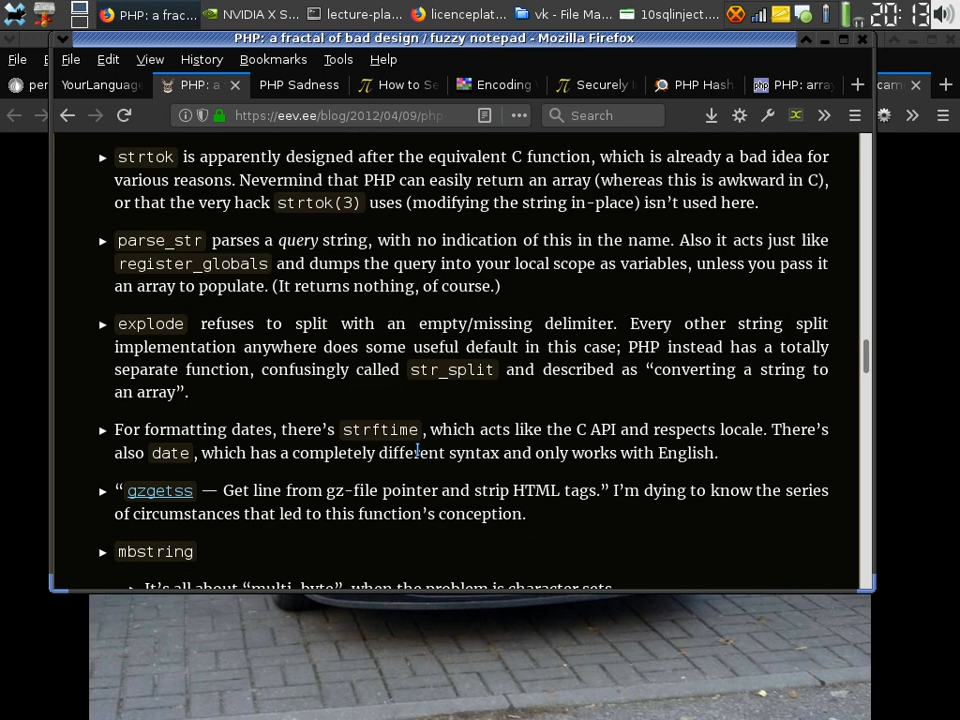 PHP: a frac...
NVIDIA X S...
lecture-pla...
licenceplat...
vk - File Ma...
10sqlinject....
20:13
PHP: a fractal of bad design / fuzzy notepad - Mozilla Firefox
File
File Edit View History Bookmarks Tools Help
per YourLanguage PHP: a PHP Sadness How to Se Encoding Securely PHP Hash PHP: array cam
https://eev.ee/blog/2012/04/09/php Search
strtok is apparently designed after the equivalent C function, which is already a bad idea for
various reasons. Nevermind that PHP can easily return an array (whereas this is awkward in C),
or that the very hack strtok(3) uses (modifying the string in-place) isn’t used here.
parse_str parses a query string, with no indication of this in the name. Also it acts just like
register_globals and dumps the query into your local scope as variables, unless you pass it
an array to populate. (It returns nothing, of course.)
explode refuses to split with an empty/missing delimiter. Every other string split
implementation anywhere does some useful default in this case; PHP instead has a totally
separate function, confusingly called str_split and described as “converting a string to
an array”.
For formatting dates, there’s strftime, which acts like the C API and respects locale. There’s
also date, which has a completely different syntax and only works with English.
“gzgetss — Get line from gz-file pointer and strip HTML tags.” I’m dying to know the series
of circumstances that led to this function’s conception.
mbstring
It’s all about “multi-byte”, when the problem is character sets.